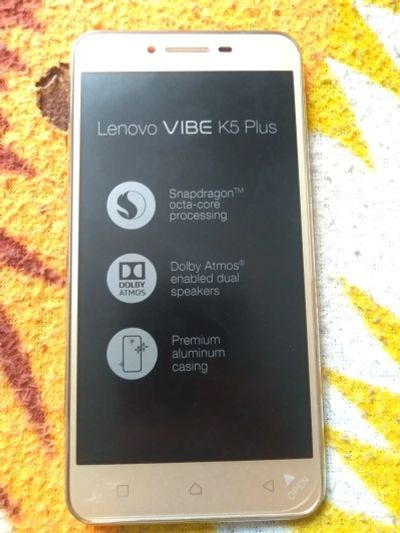 Lenovo VIBE K5 Plus
Snapdragon™
octa-core
processing
DOLBY
ATMOS
Dolby Atmos®
enabled dual
speakers
Premium
aluminum
casing
OPEN